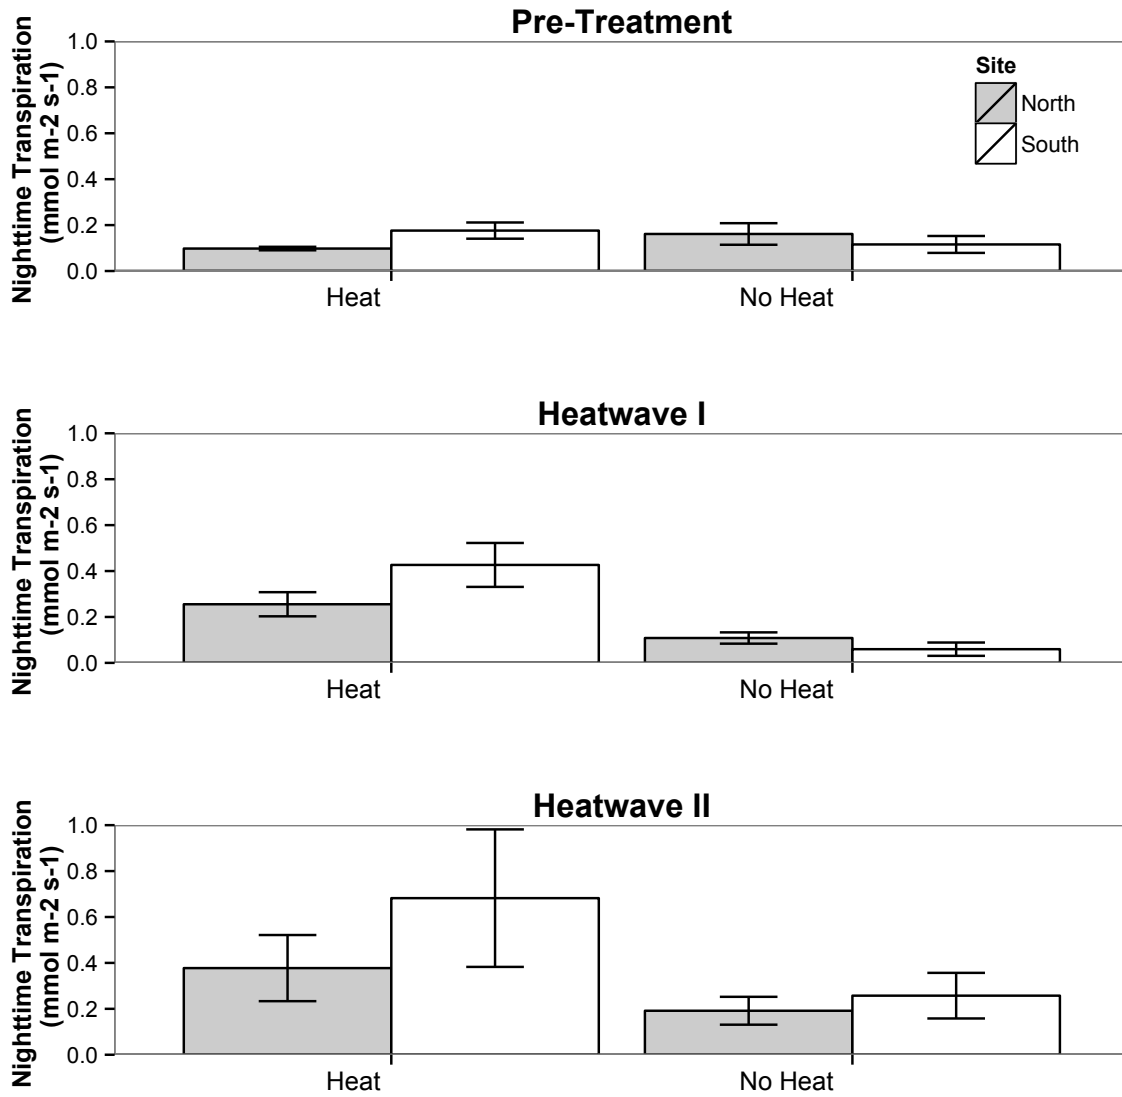 Pre-Treatment
Nighttime Transpiration
(mmol m-2 s-1)
1.0
0.8
0.6
0.4
0.2
0.0
Site
North
South
Heat
No Heat
Heatwave I
Nighttime Transpiration
(mmol m-2 s-1)
1.0
0.8
0.6
0.4
0.2
0.0
Heat
No Heat
Heatwave II
Nighttime Transpiration
(mmol m-2 s-1)
1.0
0.8
0.6
0.4
0.2
0.0
Heat
No Heat